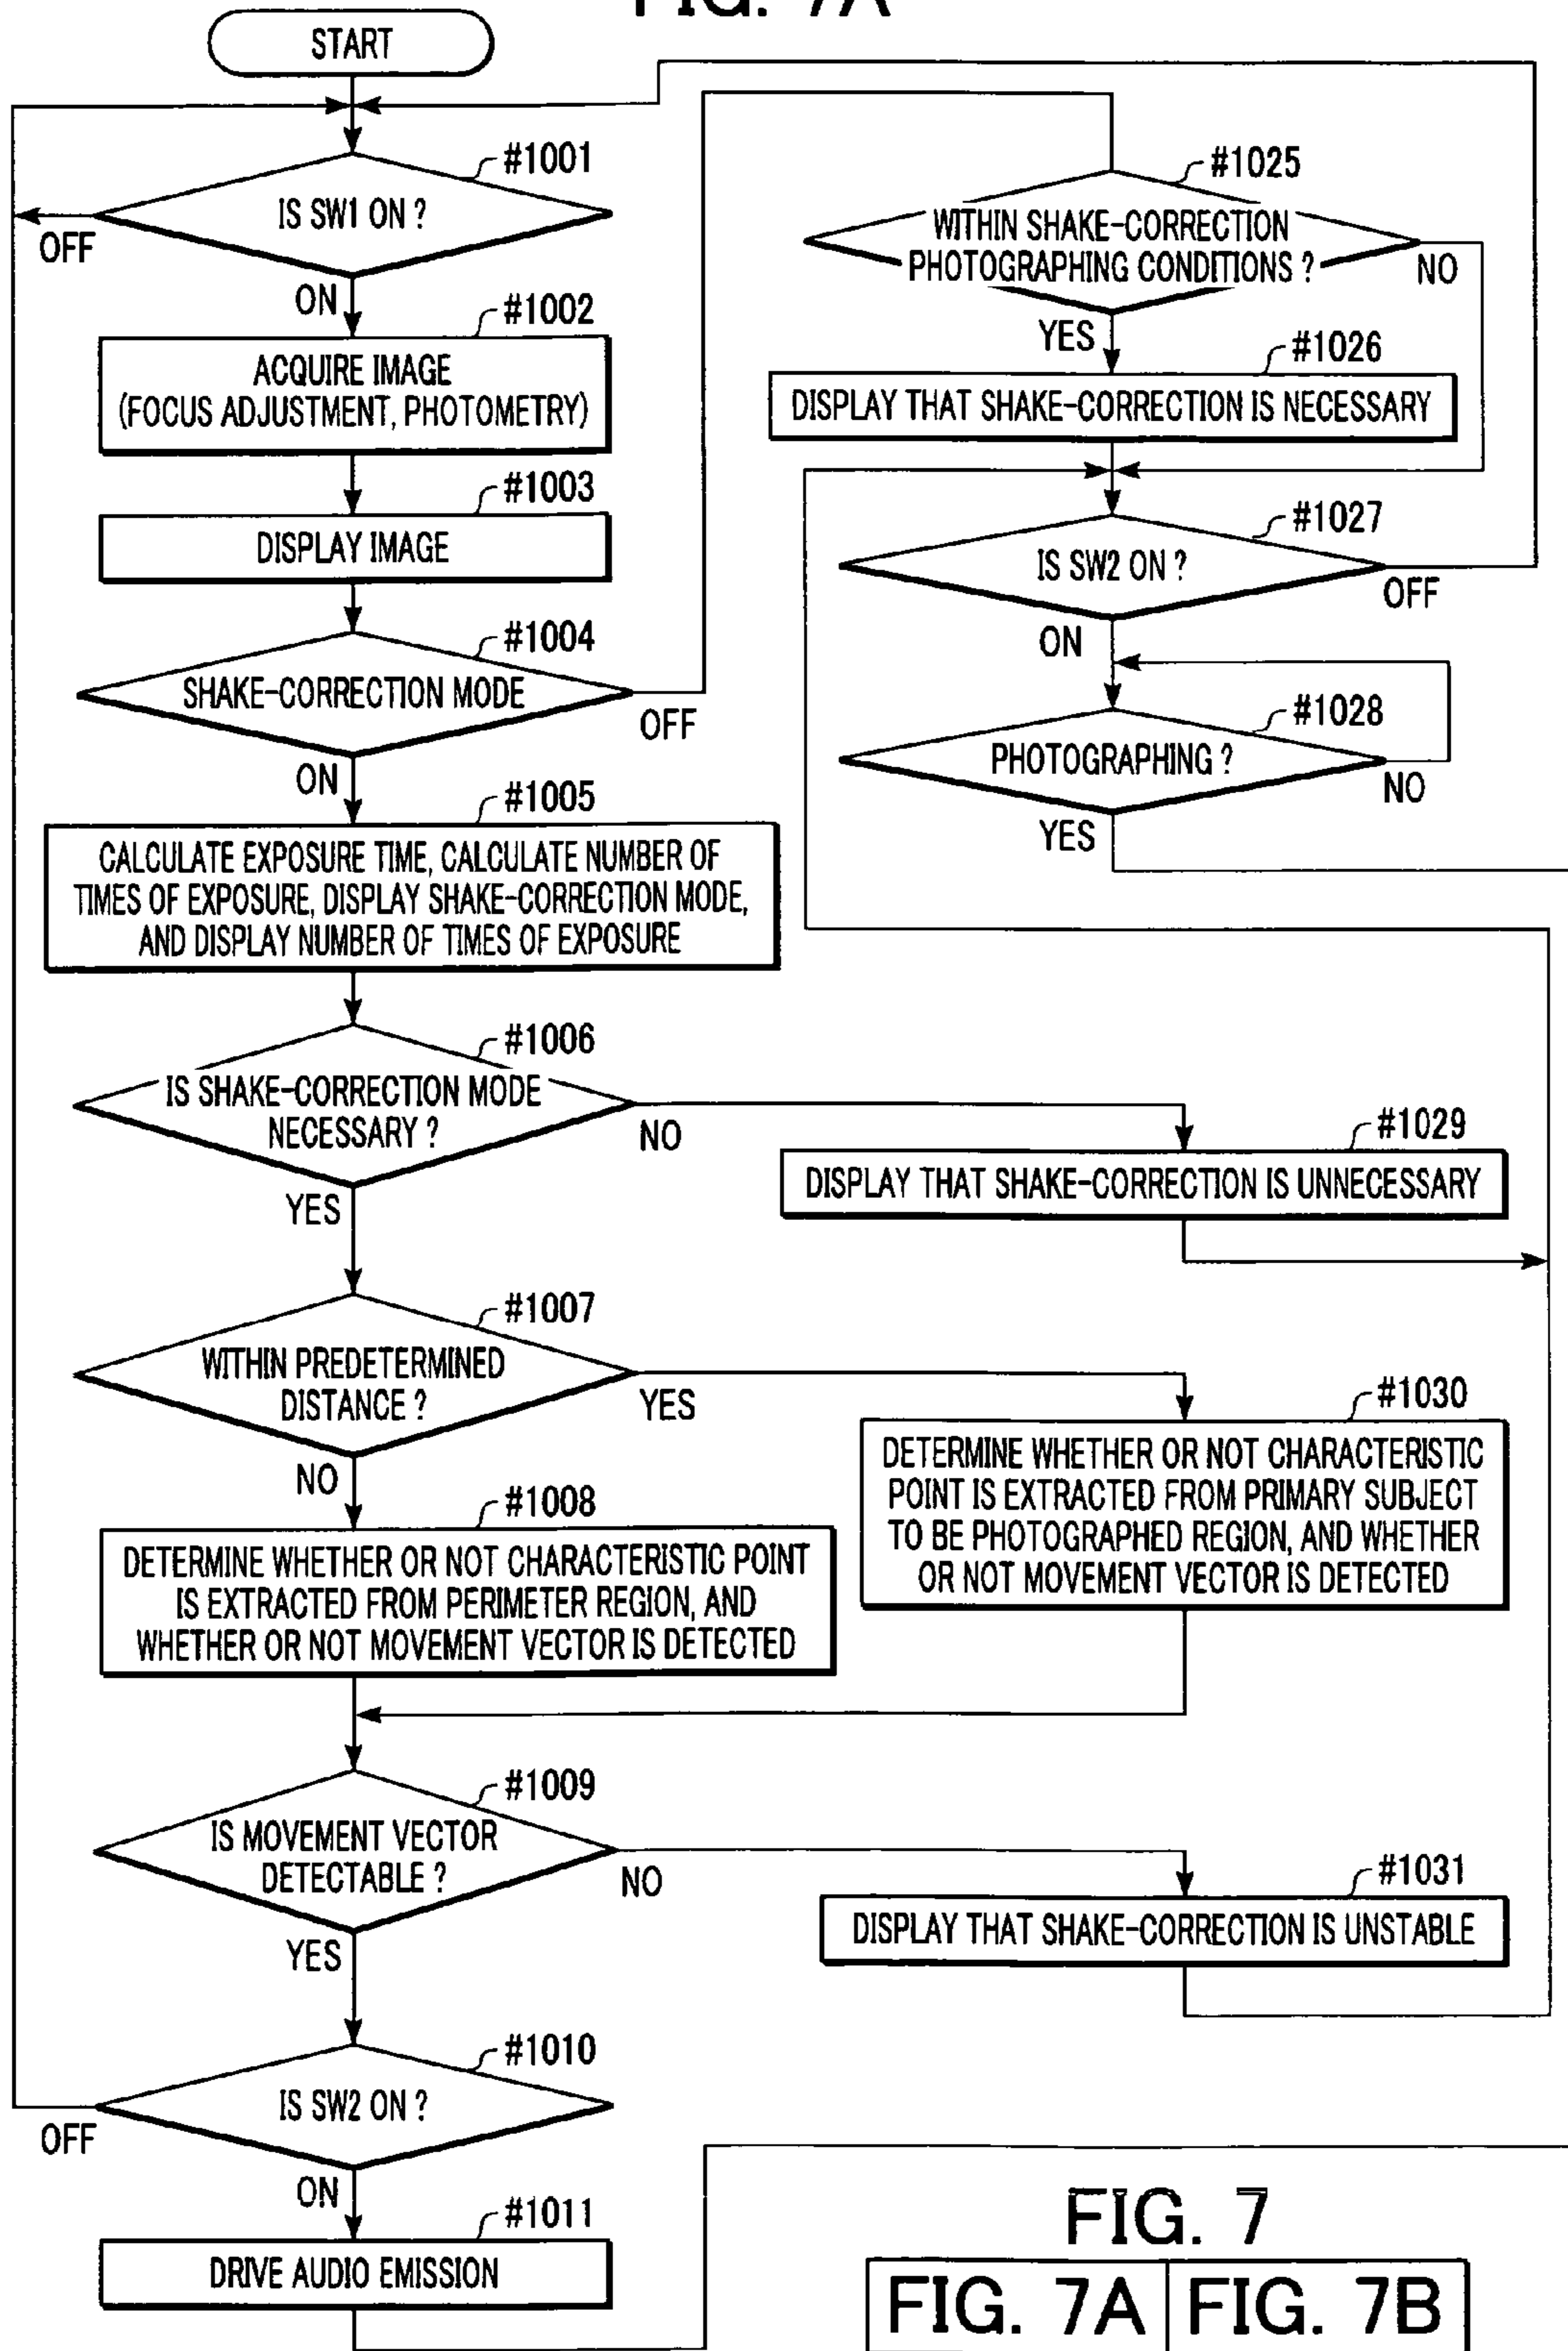 FIG. 7A
START
#1001
IS SW1 ON ?
OFF
ON
#1002
ACQUIRE IMAGE
(FOCUS ADJUSTMENT, PHOTOMETRY)
#1003
DISPLAY IMAGE
#1004
SHAKE-CORRECTION MODE
OFF
ON
#1005
CALCULATE EXPOSURE TIME, CALCULATE NUMBER OF
TIMES OF EXPOSURE, DISPLAY SHAKE-CORRECTION MODE,
AND DISPLAY NUMBER OF TIMES OF EXPOSURE
#1006
IS SHAKE-CORRECTION MODE
NECESSARY ?
NO
YES
#1007
WITHIN PREDETERMINED
DISTANCE ?
YES
NO
#1008
DETERMINE WHETHER OR NOT CHARACTERISTIC POINT
IS EXTRACTED FROM PERIMETER REGION, AND
WHETHER OR NOT MOVEMENT VECTOR IS DETECTED
#1009
IS MOVEMENT VECTOR
DETECTABLE ?
NO
YES
#1010
IS SW2 ON ?
OFF
ON
#1011
DRIVE AUDIO EMISSION
#1025
WITHIN SHAKE-CORRECTION
PHOTOGRAPHING CONDITIONS ?
NO
YES
#1026
DISPLAY THAT SHAKE-CORRECTION IS NECESSARY
#1027
IS SW2 ON ?
OFF
ON
#1028
PHOTOGRAPHING ?
NO
YES
#1029
DISPLAY THAT SHAKE-CORRECTION IS UNNECESSARY
#1030
DETERMINE WHETHER OR NOT CHARACTERISTIC
POINT IS EXTRACTED FROM PRIMARY SUBJECT
TO BE PHOTOGRAPHED REGION, AND WHETHER
OR NOT MOVEMENT VECTOR IS DETECTED
#1031
DISPLAY THAT SHAKE-CORRECTION IS UNSTABLE
FIG. 7
FIG. 7A FIG. 7B